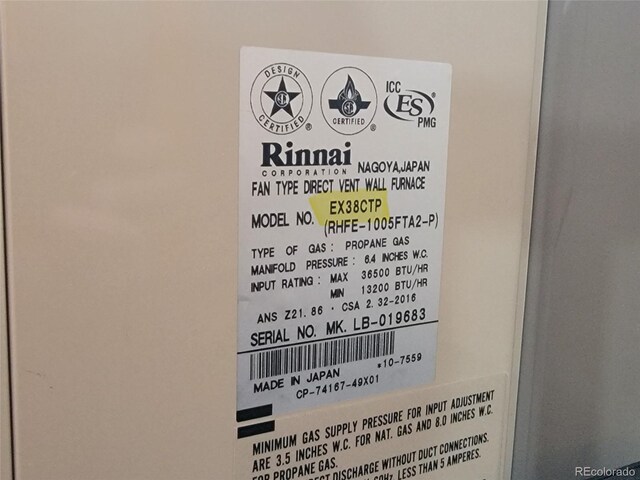 DESIGN
CERTIFIED
®
CERTIFIED
®
ICC
ES®
PMG
Rinnai
CORPORATION NAGOYA,JAPAN
FAN TYPE DIRECT VENT WALL FURNACE
MODEL NO. EX38CTP
(RHFE-1005FTA2-P)
TYPE OF GAS: PROPANE GAS
MANIFOLD PRESSURE : 6.4 INCHES W.C.
INPUT RATING : MAX 36500 BTU/HR
MIN 13200 BTU/HR
ANS Z21. 86 · CSA 2. 32-2016
SERIAL NO. MK. LB-019683
10-7559
MADE IN JAPAN
CP-74167-49X01
MINIMUM GAS SUPPLY PRESSURE FOR INPUT ADJUSTMENT
ARE 3.5 INCHES W.C. FOR NAT. GAS AND 8.0 INCHES W.C.
FOR PROPANE GAS.
DISCHARGE WITHOUT DUCT CONNECTIONS.
LESS THAN 5 AMPERES.
REcolorado